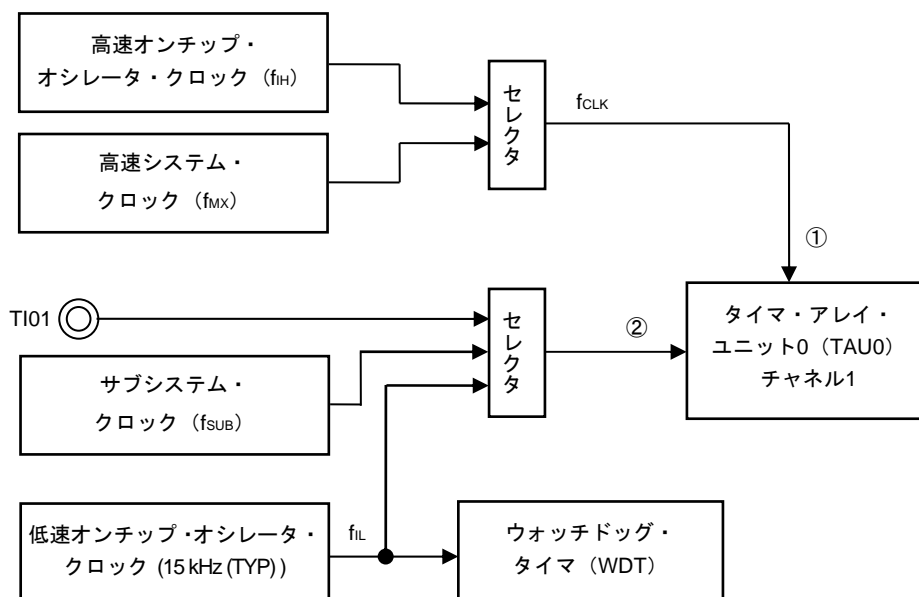 高速オンチップ・
オシレータ・クロック（fIH）
セレクタ
fCLK
高速システム・
クロック（fMX）
①
TI01
セレクタ
②
タイマ・アレイ・
ユニット0（TAU0）
チャネル1
サブシステム・
クロック（fSUB）
低速オンチップ・オシレータ・
クロック (15 kHz (TYP) )
fIL
ウォッチドッグ・
タイマ（WDT）